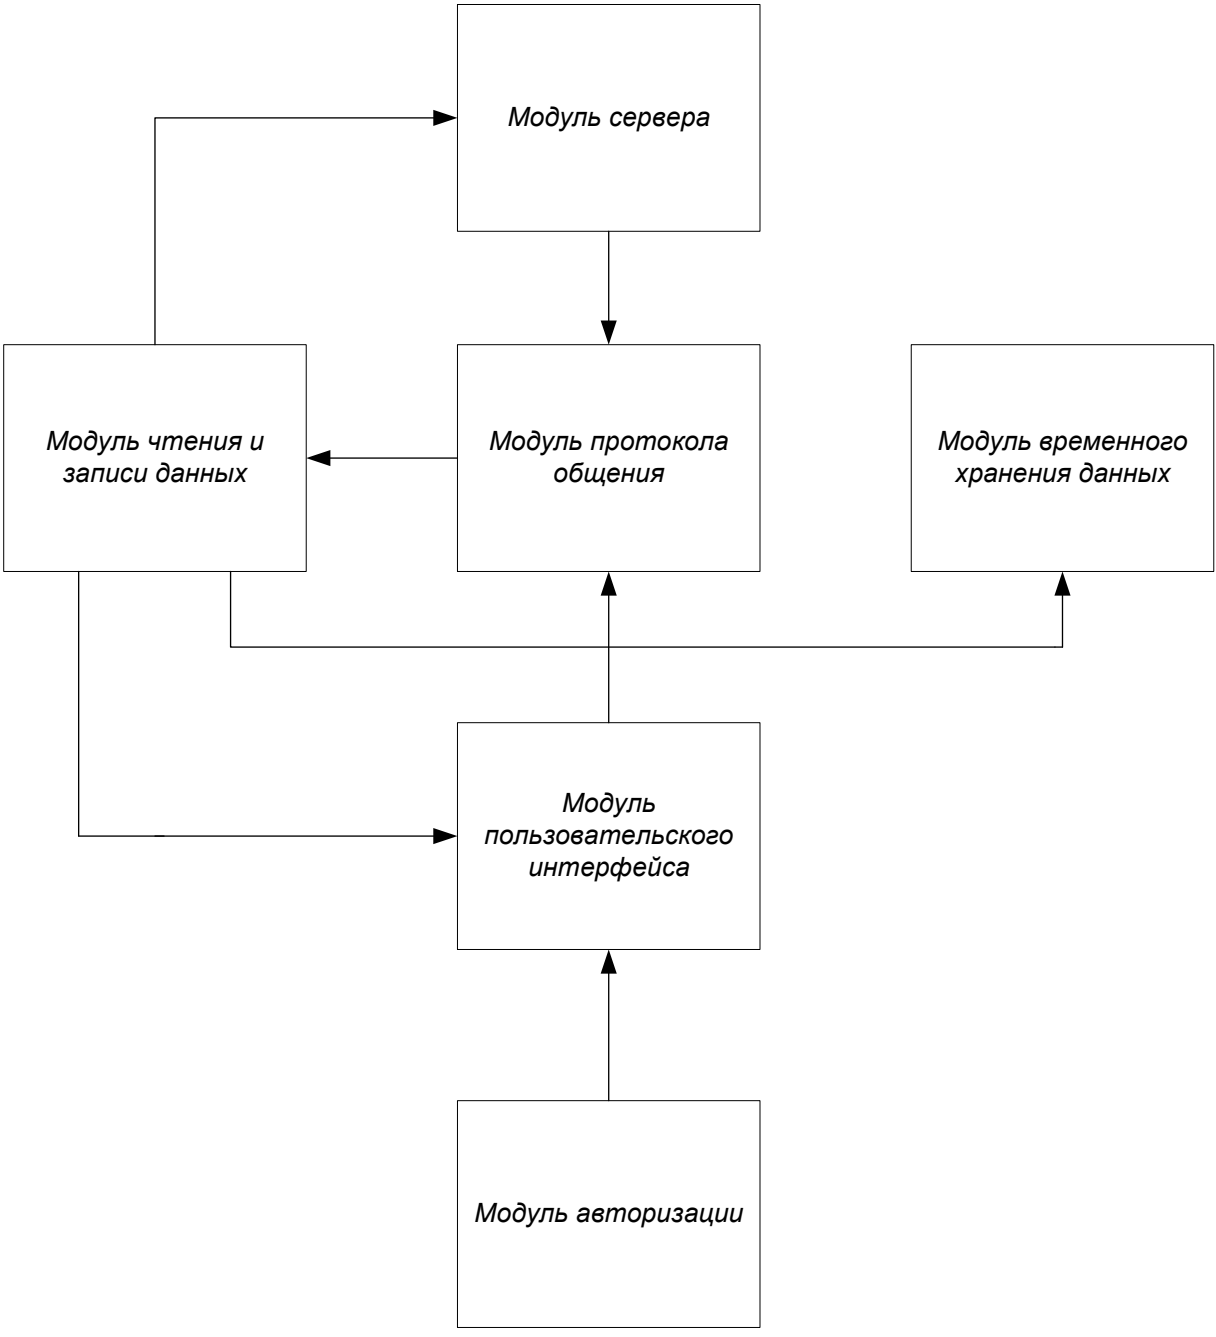 Модуль сервера
Модуль чтения и
записи данных
Модуль протокола
общения
Модуль временного
хранения данных
Модуль
пользовательского
интерфейса
Модуль авторизации